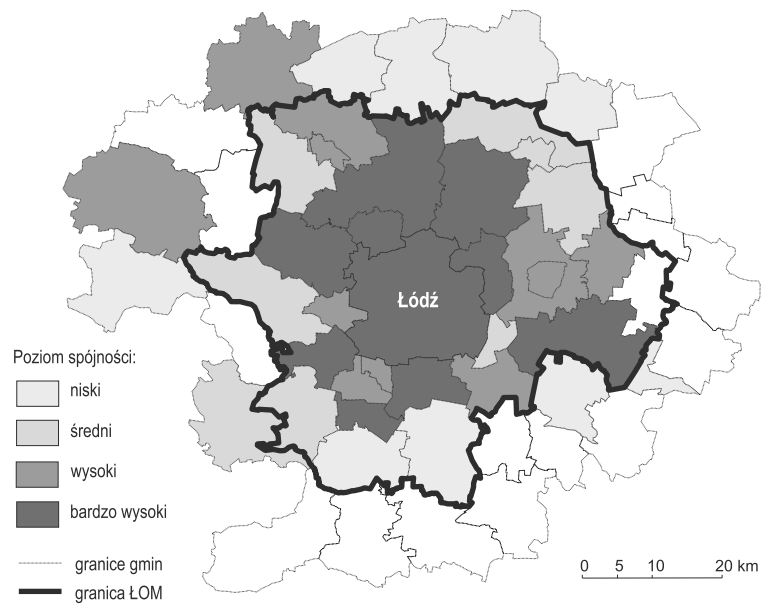 Łódź
Poziom spójności:
niski
średni
wysoki
bardzo wysoki
granice gmin
granica ŁOM
0 5 10 20 km